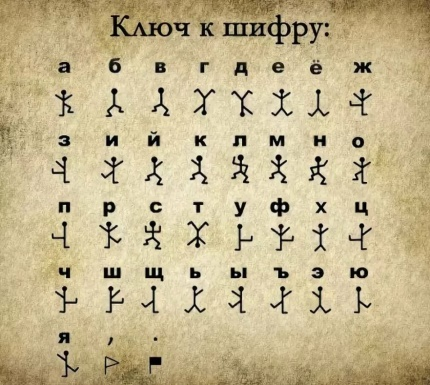 Ключ к шифру:
а б в г д е ё ж
з и й к л м н о
п р с т у ф х ц
ч ш щ ь ы ъ э ю
я , .